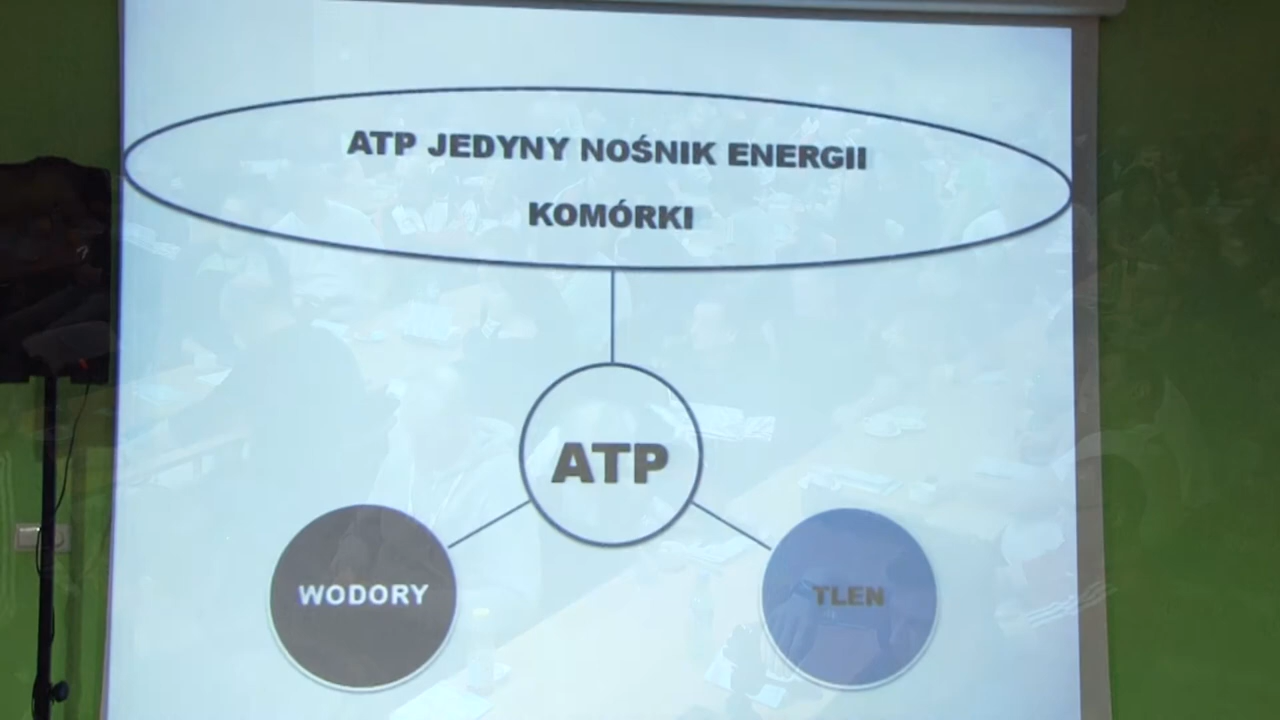 ATP JEDYNY NOŚNIK ENERGII
KOMÓRKI
ATP
WODORY
TLEN